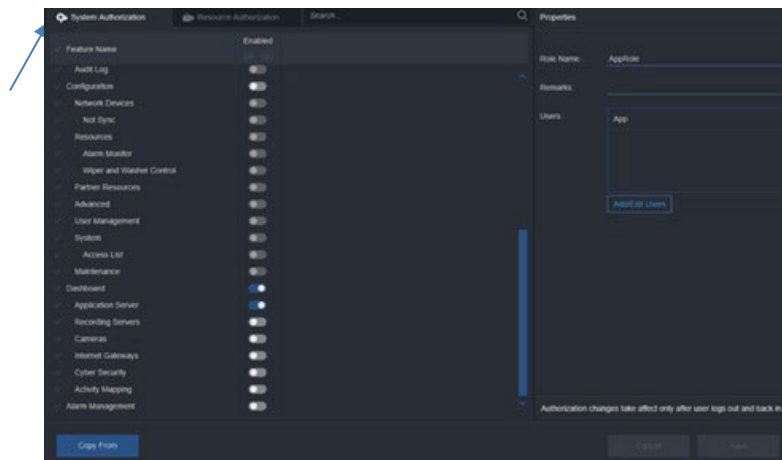 System Authorization
Resource Authorization
Search...
Properties
Feature Name
Enabled
Audit Log
Configuration
Network Devices
Not Sync
Resources
Alarm Monitor
Wiper and Washer Control
Partner Resources
Advanced
User Management
System
Access List
Maintenance
Dashboard
Application Server
Recording Servers
Cameras
Internet Gateways
Cyber Security
Activity Mapping
Alarm Management
Copy From
Role Name:
AppRole
Remarks:
Users:
App
Add/Edit Users
Authorization changes take affect only after user logs out and back in
Cancel
Save